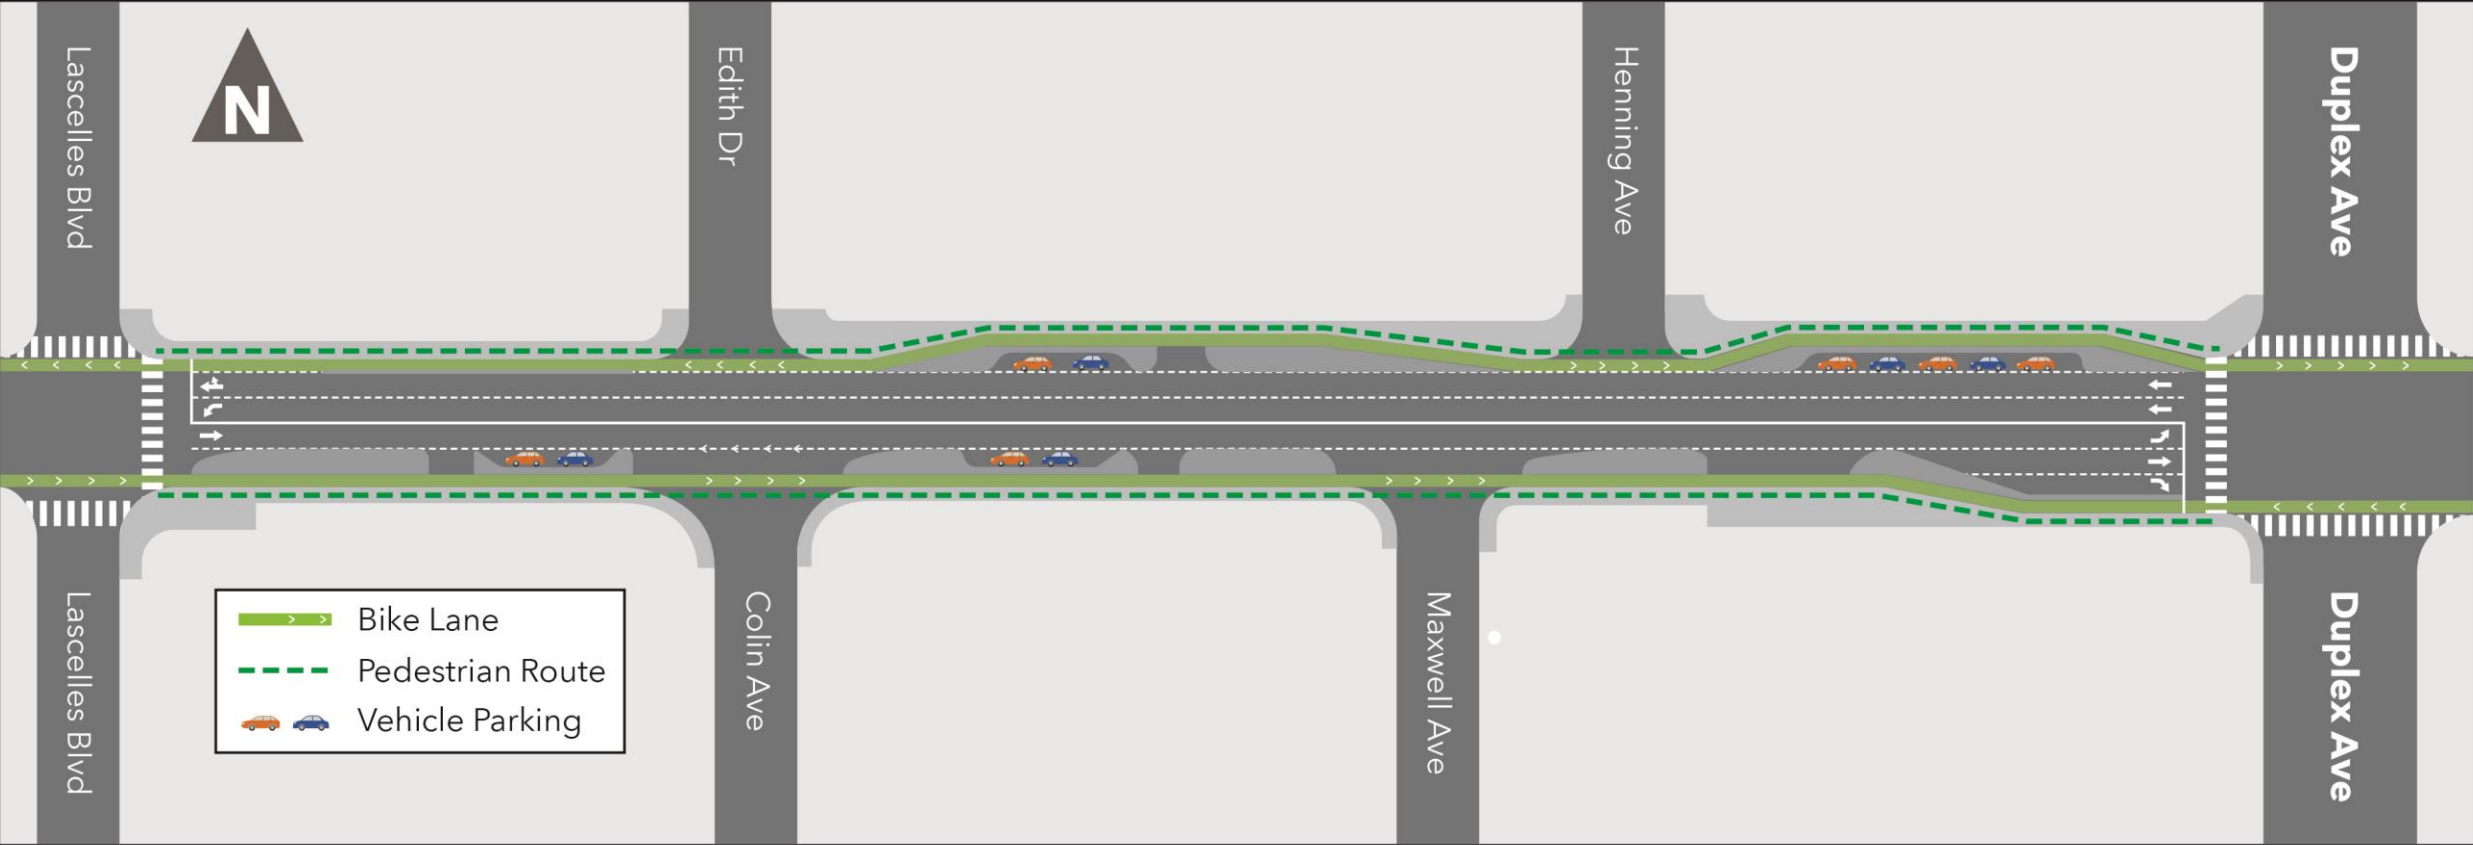 Lascelles Blvd
N
Edith Dr
Henning Ave
Duplex Ave
Lascelles Blvd
Bike Lane
Pedestrian Route
Vehicle Parking
Colin Ave
Maxwell Ave
Duplex Ave